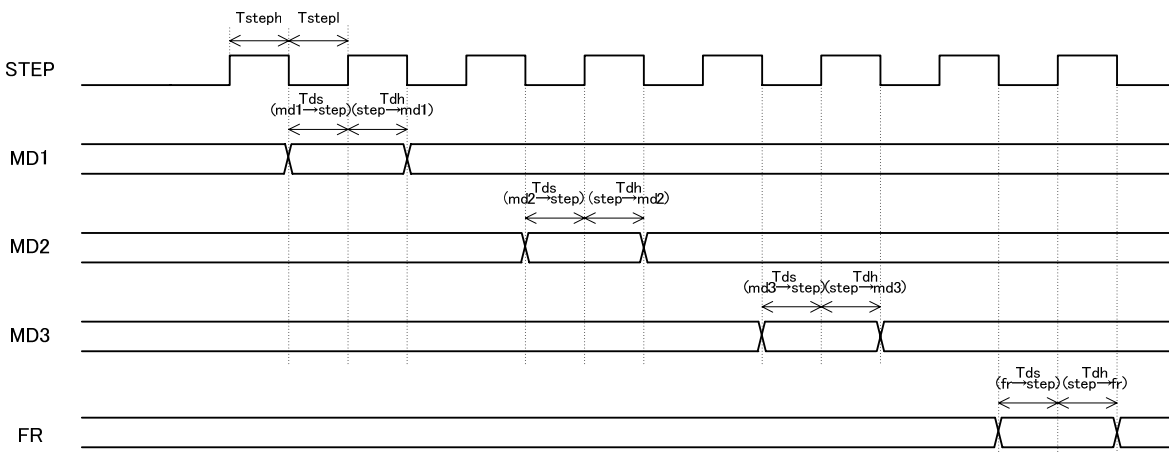 Tsteph Tstepl
STEP
Tds Tdh
(md1→step)(step→md1)
MD1
Tds Tdh
(md2→step)(step→md2)
MD2
Tds Tdh
(md3→step)(step→md3)
MD3
Tds Tdh
(fr→step)(step→fr)
FR